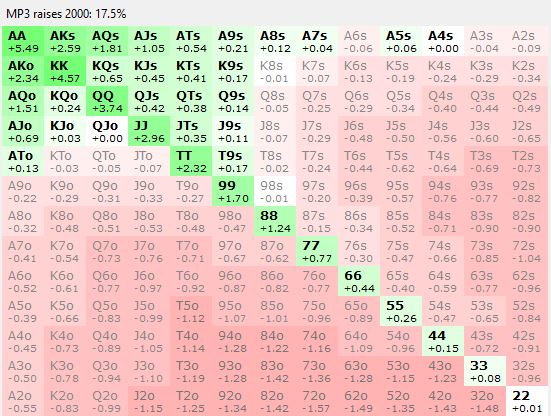 MP3 raises 2000: 17.5%
AA AKs AQs AJs ATs A9s A8s A7s A6s A5s A4s A3s A2s
+5.49 +2.59 +1.81 +1.05 +0.54 +0.21 +0.12 +0.04 -0.06 +0.06 +0.00 -0.04 -0.09
AKo KK KQs KJs KTs K9s K8s K7s K6s K5s K4s K3s K2s
+2.34 +4.57 +0.65 +0.45 +0.41 +0.17 -0.01 -0.07 -0.13 -0.19 -0.24 -0.29 -0.34
AQo KQo QQ QJs QTs Q9s Q8s Q7s Q6s Q5s Q4s Q3s Q2s
+1.51 +0.24 +3.74 +0.42 +0.38 +0.14 -0.05 -0.25 -0.29 -0.34 -0.40 -0.44 -0.49
AJo KJo QJo JJ JTs J9s J8s J7s J6s J5s J4s J3s J2s
+0.69 +0.03 +0.00 +2.96 +0.35 +0.11 -0.07 -0.29 -0.48 -0.50 -0.56 -0.60 -0.65
ATo KTo QTo JTo TT T9s T8s T7s T6s T5s T4s T3s T2s
+0.13 -0.03 -0.05 -0.07 +2.32 +0.17 -0.02 -0.24 -0.44 -0.62 -0.64 -0.69 -0.73
A9o K9o Q9o J9o T9o 99 98s 97s 96s 95s 94s 93s 92s
-0.22 -0.29 -0.31 -0.33 -0.27 +1.70 -0.01 -0.20 -0.39 -0.56 -0.76 -0.77 -0.82
A8o K8o Q8o J8o T8o 98o 88 87s 86s 85s 84s 83s 82s
-0.32 -0.48 -0.51 -0.53 -0.48 -0.47 +1.24 -0.15 -0.34 -0.52 -0.71 -0.90 -0.90
A7o K7o Q7o J7o T7o 97o 87o 77 76s 75s 74s 73s 72s
-0.41 -0.54 -0.73 -0.76 -0.71 -0.67 -0.62 +0.77 -0.30 -0.47 -0.66 -0.85 -1.04
A6o K6o Q6o J6o T6o 96o 86o 76o 66 65s 64s 63s 62s
-0.52 -0.61 -0.77 -0.97 -0.92 -0.87 -0.82 -0.77 +0.44 -0.40 -0.59 -0.77 -0.96
A5o K5o Q5o J5o T5o 95o 85o 75o 65o 55 54s 53s 52s
-0.39 -0.66 -0.83 -0.99 -1.12 -1.07 -1.01 -0.96 -0.89 +0.26 -0.47 -0.65 -0.84
A4o K4o Q4o J4o T4o 94o 84o 74o 64o 54o 44 43s 42s
-0.45 -0.73 -0.89 -1.05 -1.14 -1.28 -1.22 -1.16 -1.09 -0.96 +0.15 -0.72 -0.91
A3o K3o Q3o J3o T3o 93o 83o 73o 63o 53o 43o 33 32s
-0.50 -0.78 -0.94 -1.10 -1.19 -1.28 -1.42 -1.36 -1.28 -1.15 -1.23 +0.08 -0.96
A2o K2o Q2o J2o T2o 92o 82o 72o 62o 52o 42o 32o 22
-0.55 -0.83 -0.99 -1.15 -1.25 -1.34 -1.42 -1.57 -1.49 -1.35 -1.43 -1.48 +0.01